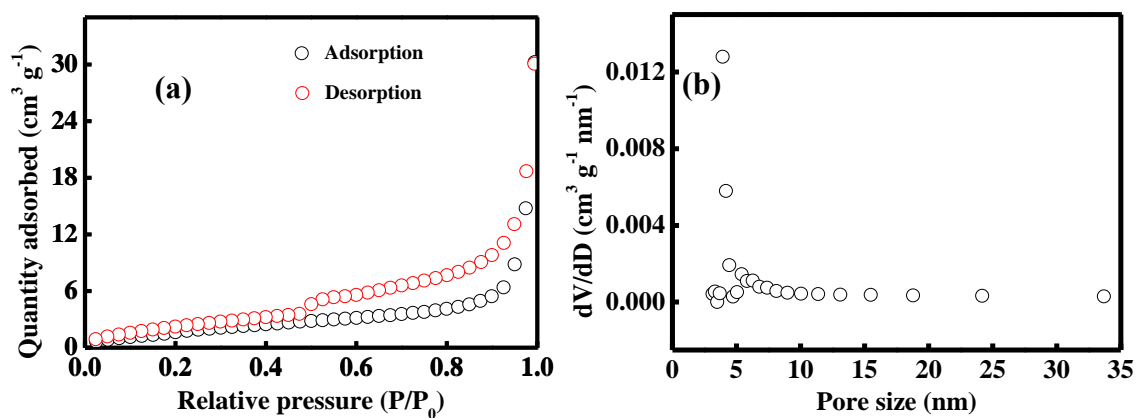 (a)
Adsorption
Desorption
Quantity adsorbed (cm³ g⁻¹)
30
24
18
12
6
0
0.0 0.2 0.4 0.6 0.8 1.0
Relative pressure (P/P₀)
(b)
dV/dD (cm³ g⁻¹ nm⁻¹)
0.012
0.008
0.004
0.000
0 5 10 15 20 25 30 35
Pore size (nm)